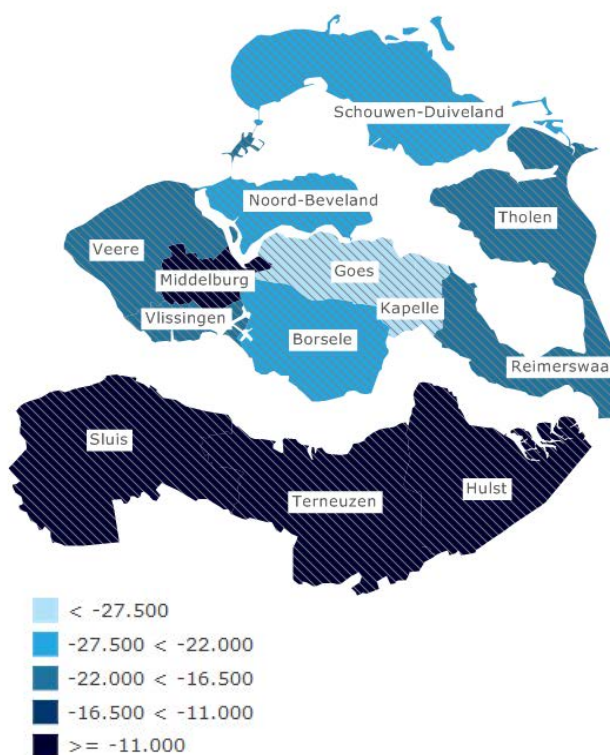 Schouwen-Duiveland
Noord-Beveland
Tholen
Veere
Goes
Middelburg
Kapelle
Vlissingen
Borsele
Reimerswaa
Sluis
Hulst
Terneuzen
< -27.500
-27.500 < -22.000
-22.000 < -16.500
-16.500 < -11.000
>= -11.000